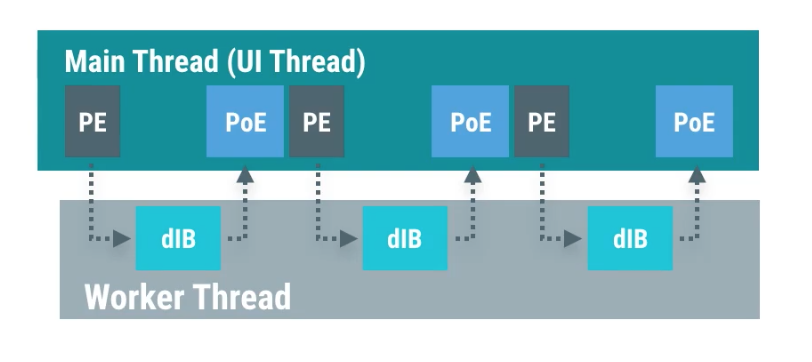 Main Thread (UI Thread)
PE PoE PE PoE PE PoE
dIB dIB dIB
Worker Thread